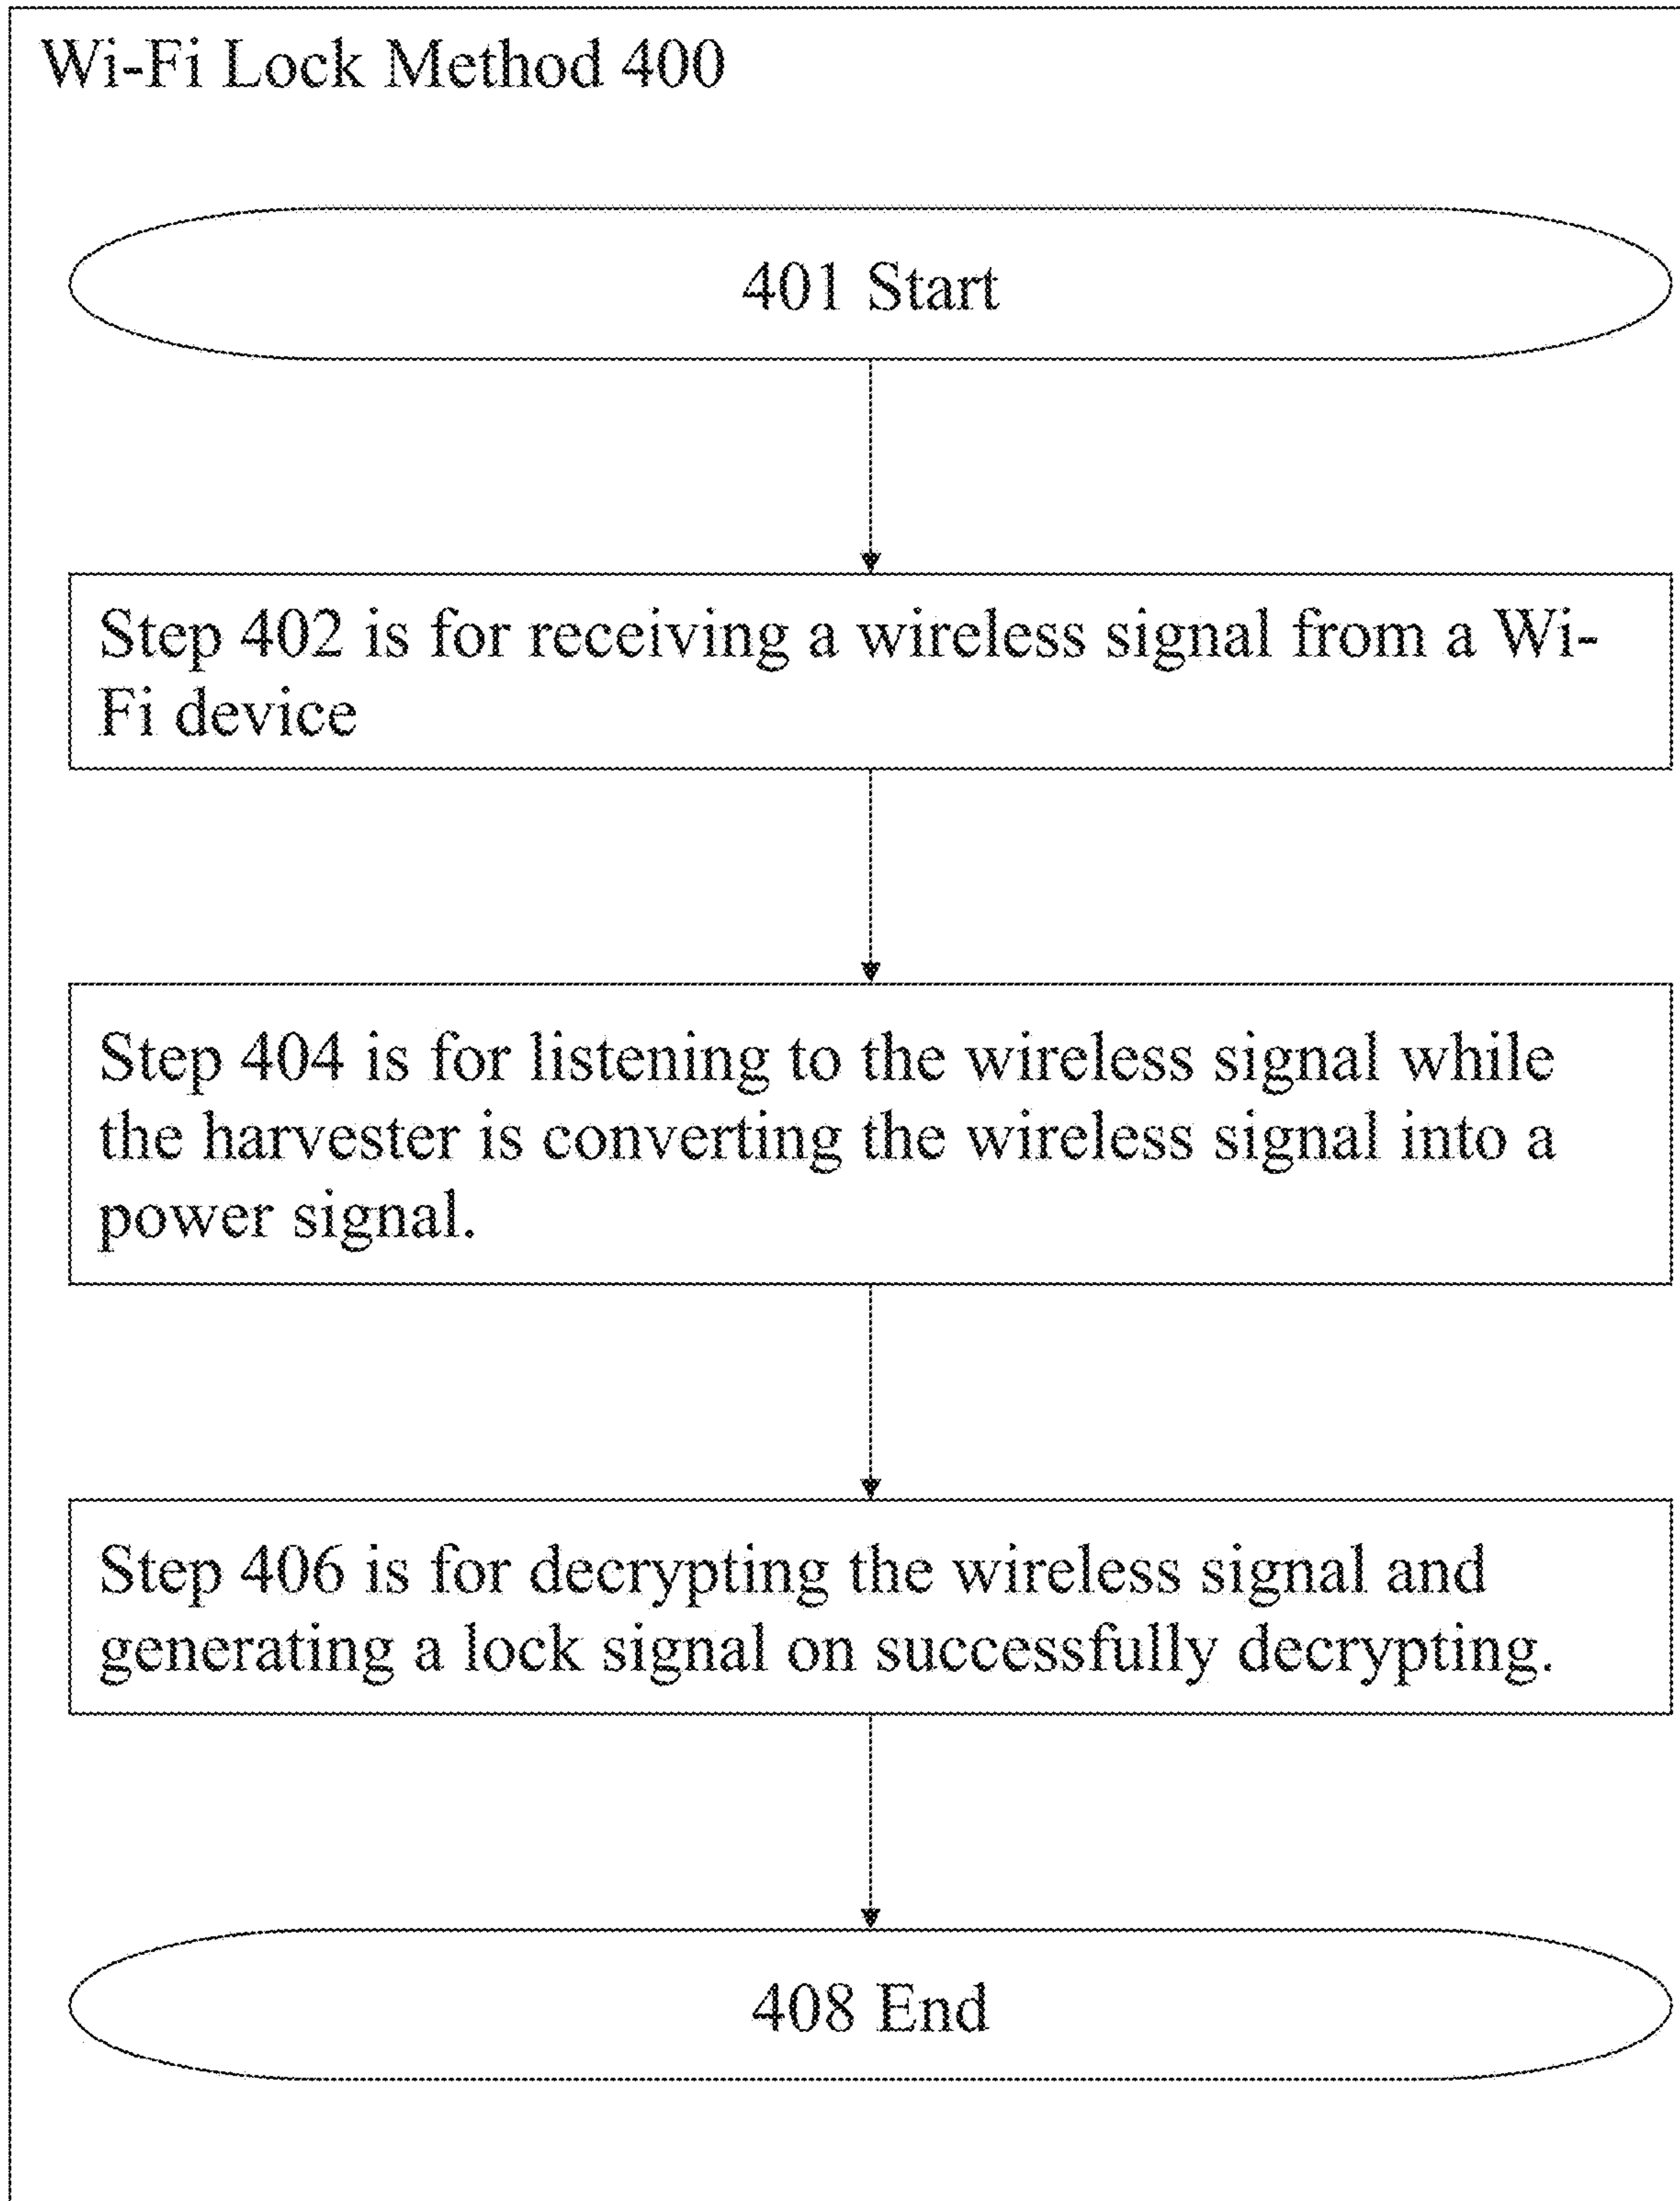 Wi-Fi Lock Method 400
401 Start
Step 402 is for receiving a wireless signal from a Wi-
Fi device
Step 404 is for listening to the wireless signal while
the harvester is converting the wireless signal into a
power signal.
Step 406 is for decrypting the wireless signal and
generating a lock signal on successfully decrypting.
408 End